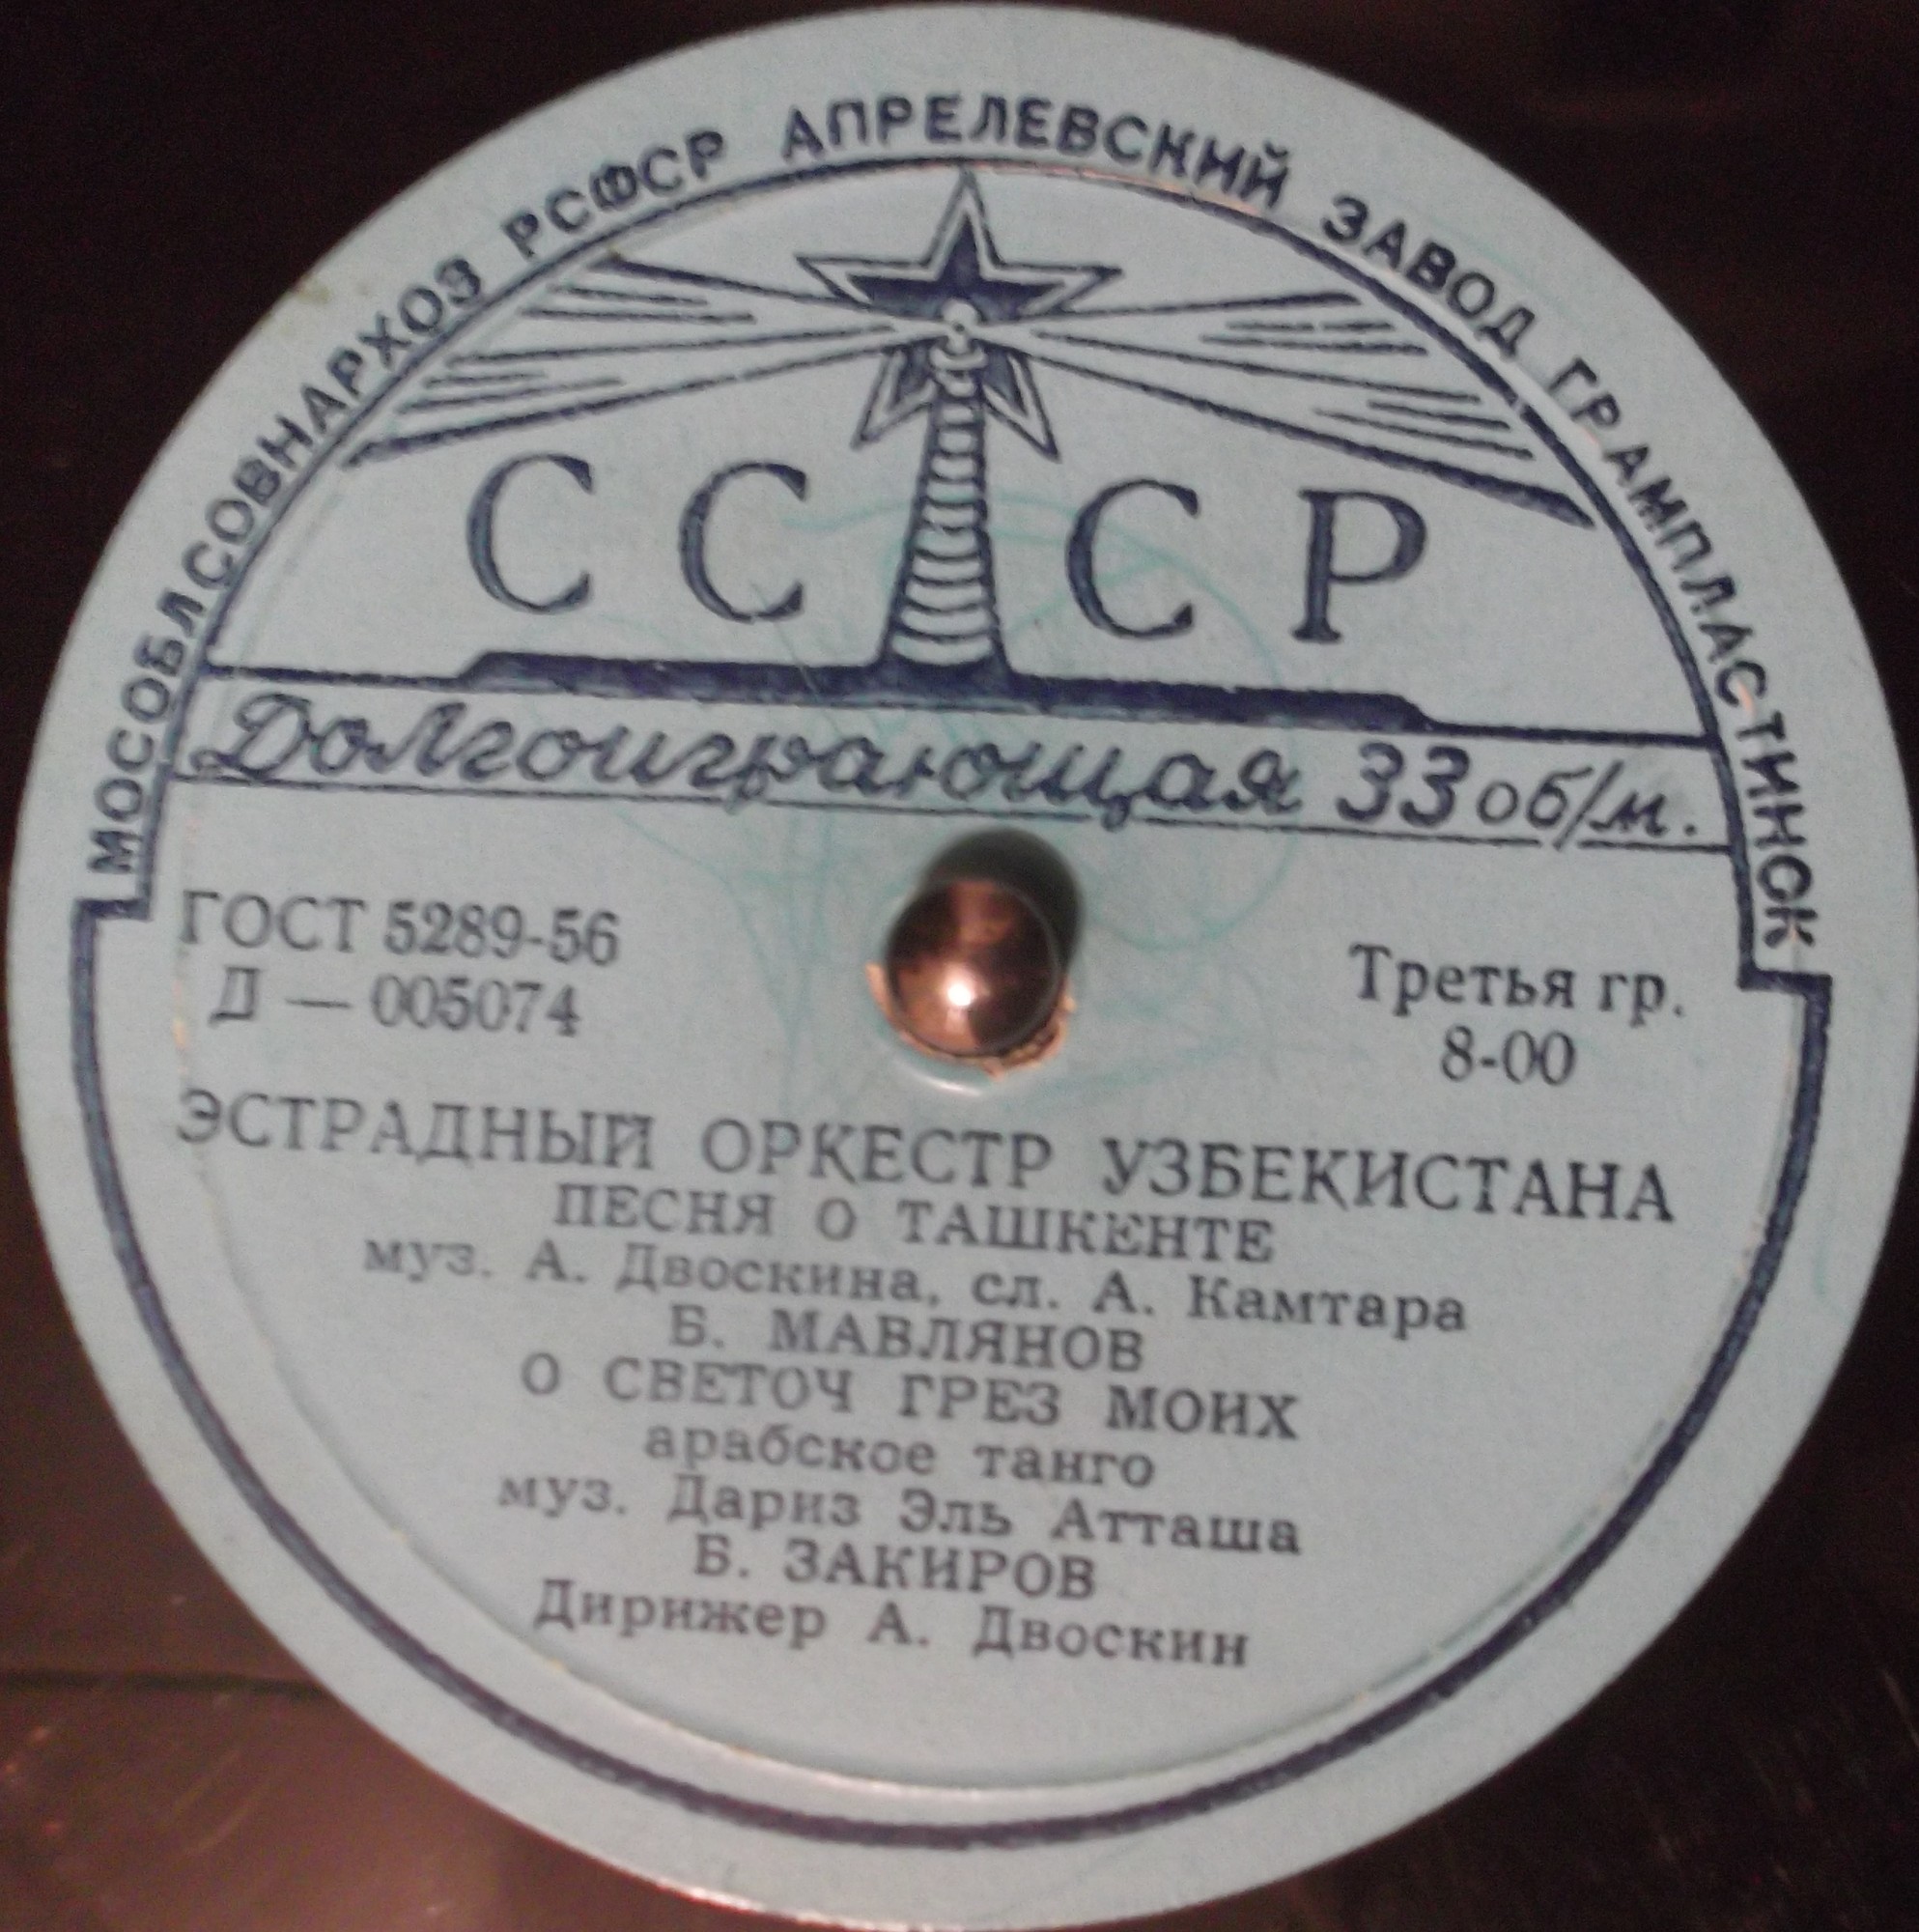 МОСОБЛСОВНАРХОЗ РСФСР АПРЕЛЕВСКИЙ ЗАВОД ГРАМПЛАСТИНОК
СССР
Долгоиграющая 33 об/м.
ГОСТ 5289-56
Д — 005074
Третья гр.
8-00
ЭСТРАДНЫЙ ОРКЕСТР УЗБЕКИСТАНА
ПЕСНЯ О ТАШКЕНТЕ
муз. А. Двоскина, сл. А. Камтара
Б. МАВЛЯНОВ
О СВЕТОЧ ГРЕЗ МОИХ
арабское танго
муз. Дариз Эль Атташа
Б. ЗАКИРОВ
Дирижер А. Двоскин